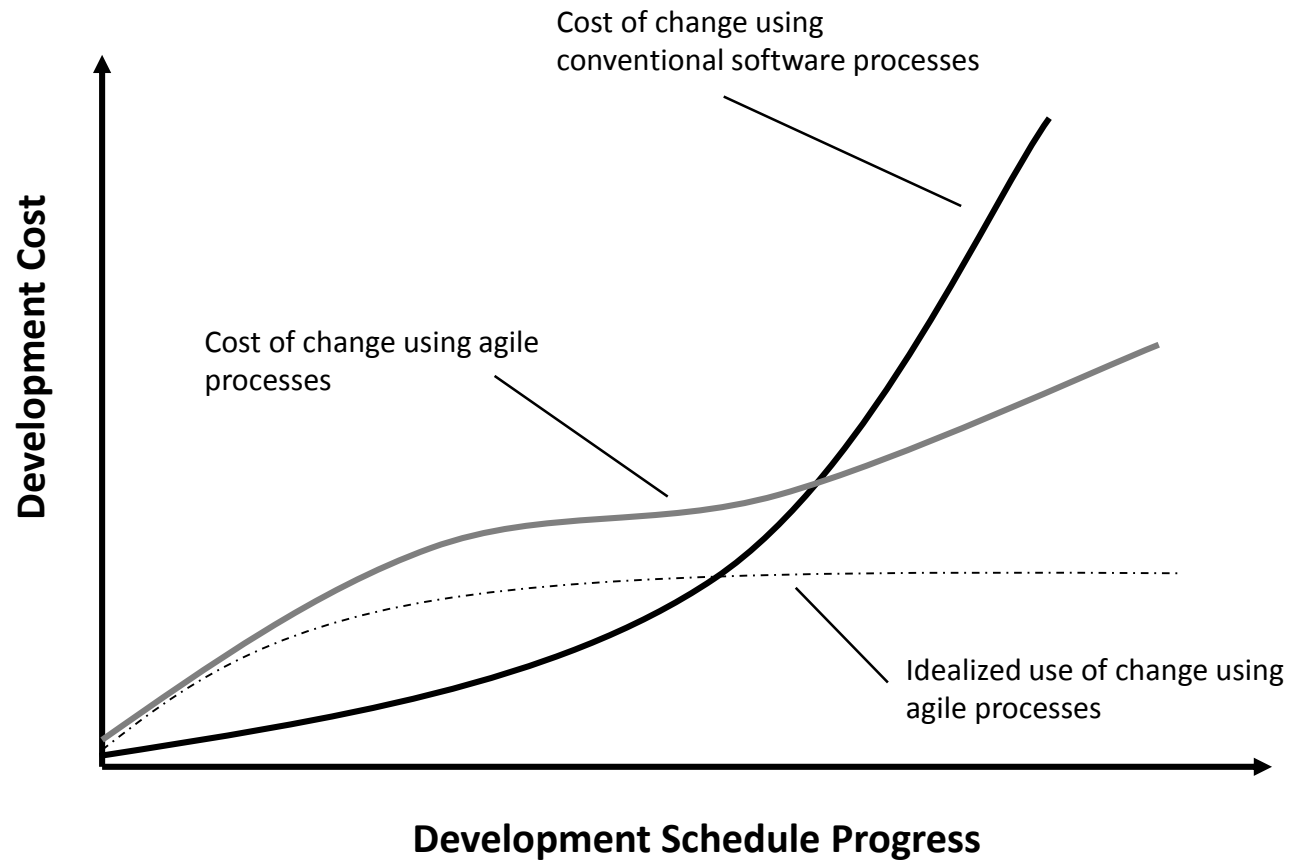 Cost of change using
conventional software processes
Development Cost
Cost of change using agile
processes
Idealized use of change using
agile processes
Development Schedule Progress